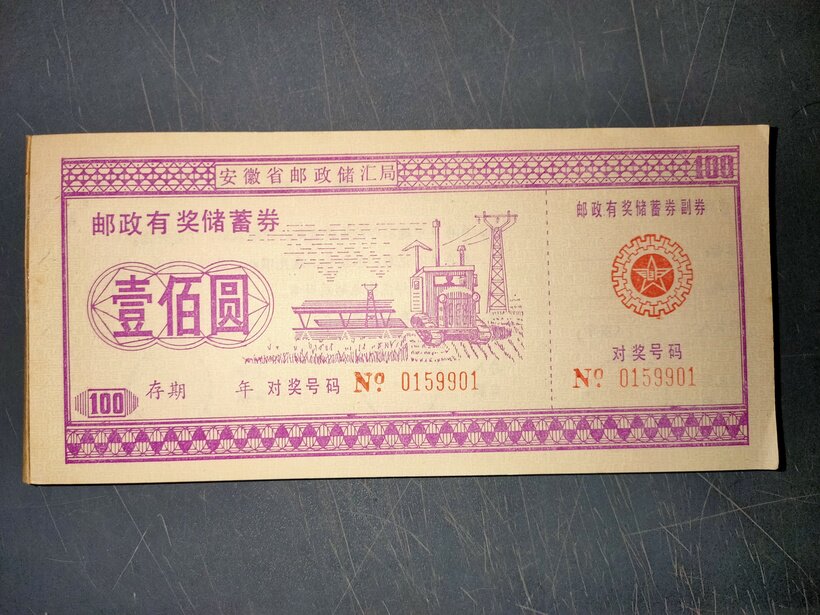 安徽省邮政储汇局
100
邮政有奖储蓄券
邮政有奖储蓄券副券
壹佰圆
对奖号码
100 存期 年 对奖号码 Nº 0159901
Nº 0159901